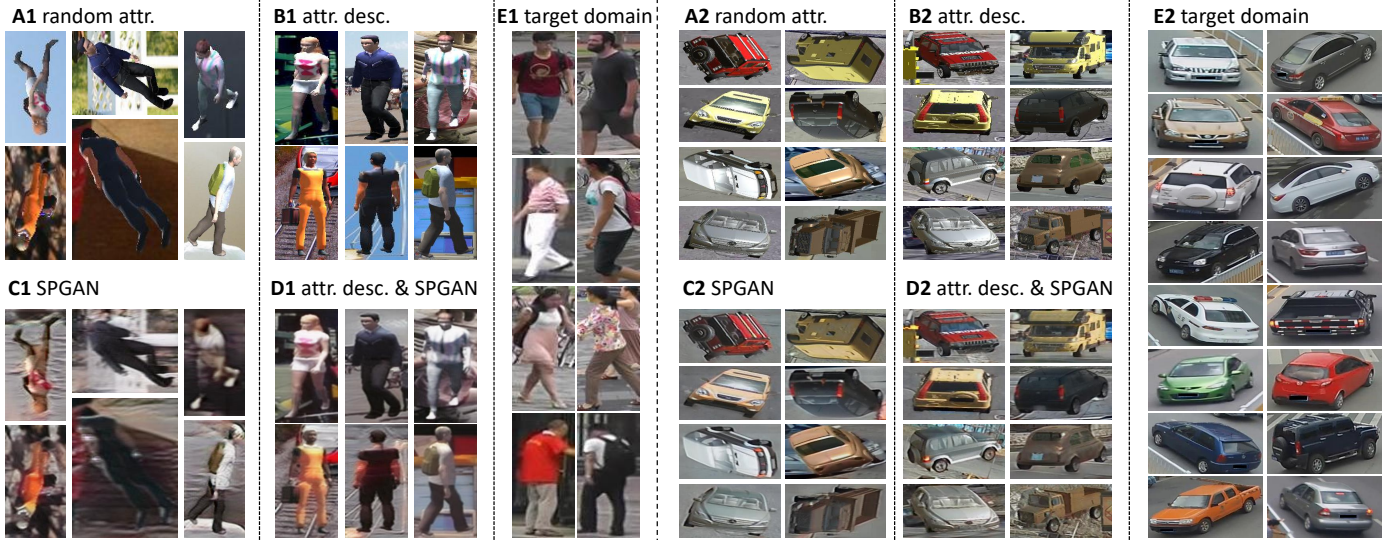 A1 random attr.
B1 attr. desc.
E1 target domain
A2 random attr.
B2 attr. desc.
E2 target domain
C1 SPGAN
D1 attr. desc. & SPGAN
C2 SPGAN
D2 attr. desc. & SPGAN